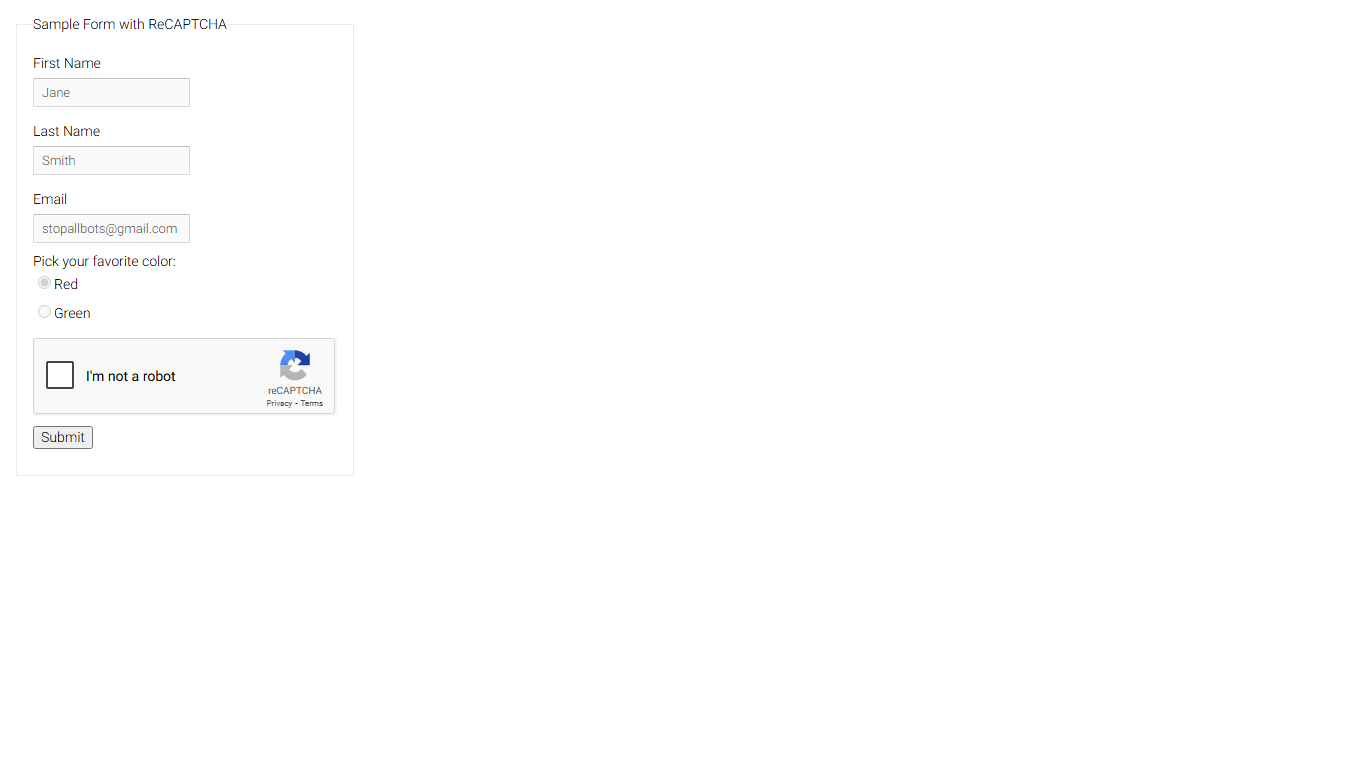 Sample Form with ReCAPTCHA
First Name
Jane
Last Name
Smith
Email
stopallbots@gmail.com
Pick your favorite color:
Red
Green
I'm not a robot
reCAPTCHA
Privacy - Terms
Submit